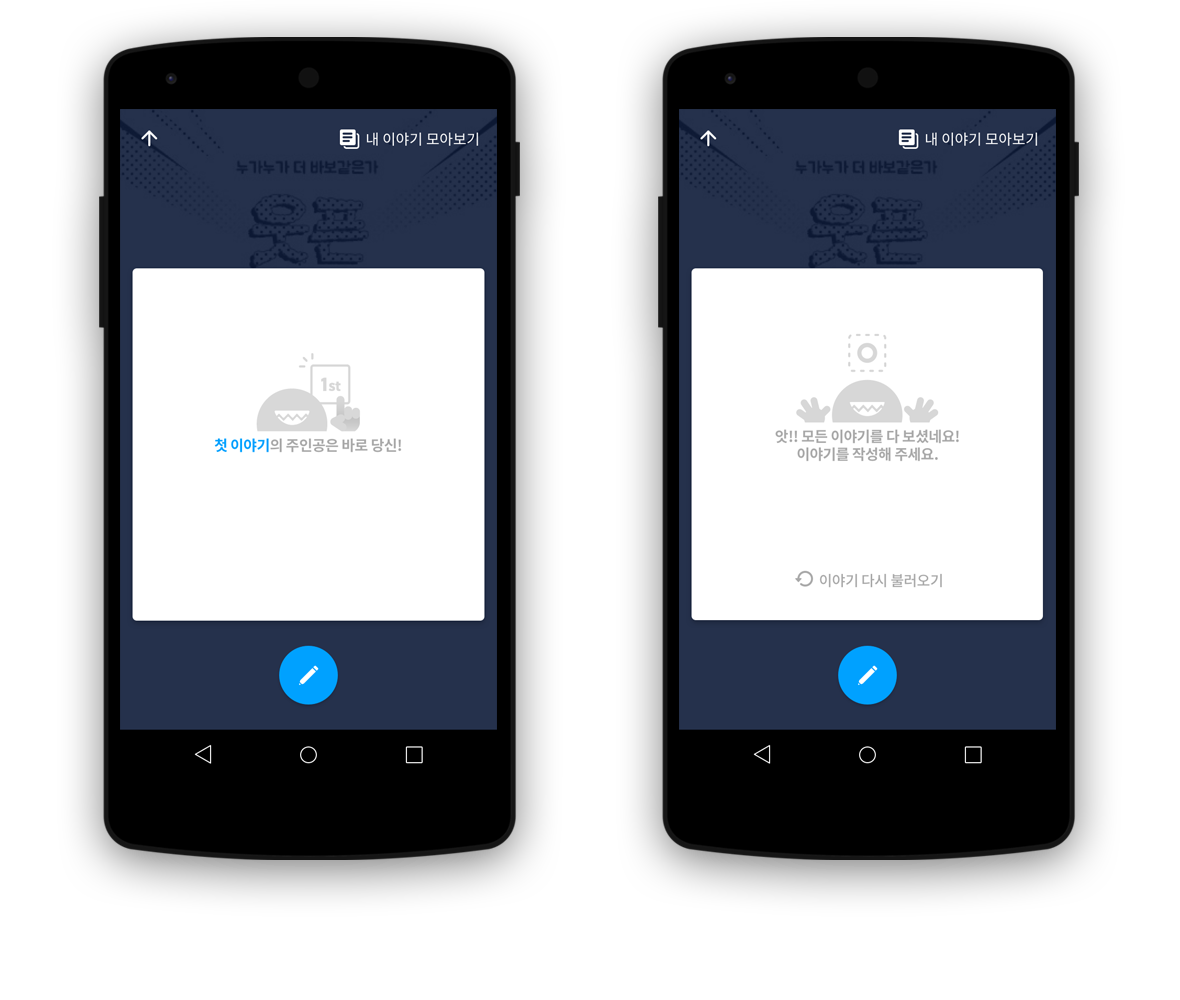 내 이야기 모아보기
누가누가 더 바보같은가
웃픈
1st
첫 이야기의 주인공은 바로 당신!
내 이야기 모아보기
누가누가 더 바보같은가
웃픈
앗!! 모든 이야기를 다 보셨네요!
이야기를 작성해 주세요.
이야기 다시 불러오기